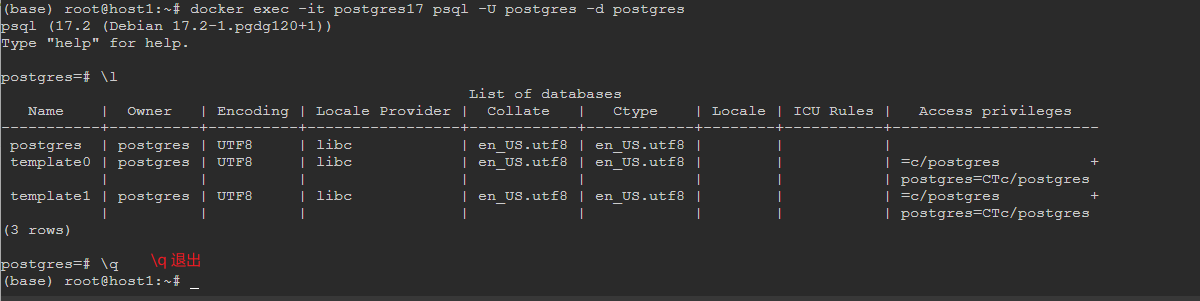 (base) root@host1:~# docker exec -it postgres17 psql -U postgres -d postgres
psql (17.2 (Debian 17.2-1.pgdg120+1))
Type "help" for help.
postgres=# \l
List of databases
Name | Owner | Encoding | Locale Provider | Collate | Ctype | Locale | ICU Rules | Access privileges
-----------+----------+----------+-----------------+------------+------------+--------+-----------+-----------------------
postgres | postgres | UTF8 | libc | en_US.utf8 | en_US.utf8 | | |
template0 | postgres | UTF8 | libc | en_US.utf8 | en_US.utf8 | | | =c/postgres +
| | | | | | | | postgres=CTc/postgres
template1 | postgres | UTF8 | libc | en_US.utf8 | en_US.utf8 | | | =c/postgres +
| | | | | | | | postgres=CTc/postgres
(3 rows)
postgres=# \q \q 退出
(base) root@host1:~# _